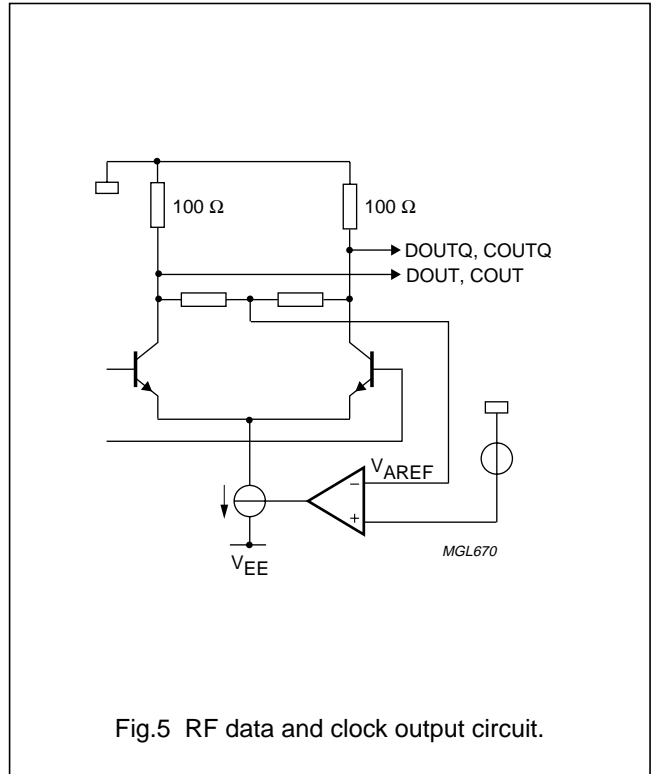 100 Ω
100 Ω
DOUTQ, COUTQ
DOUT, COUT
VAREF
−
+
MGL670
VEE
Fig.5 RF data and clock output circuit.